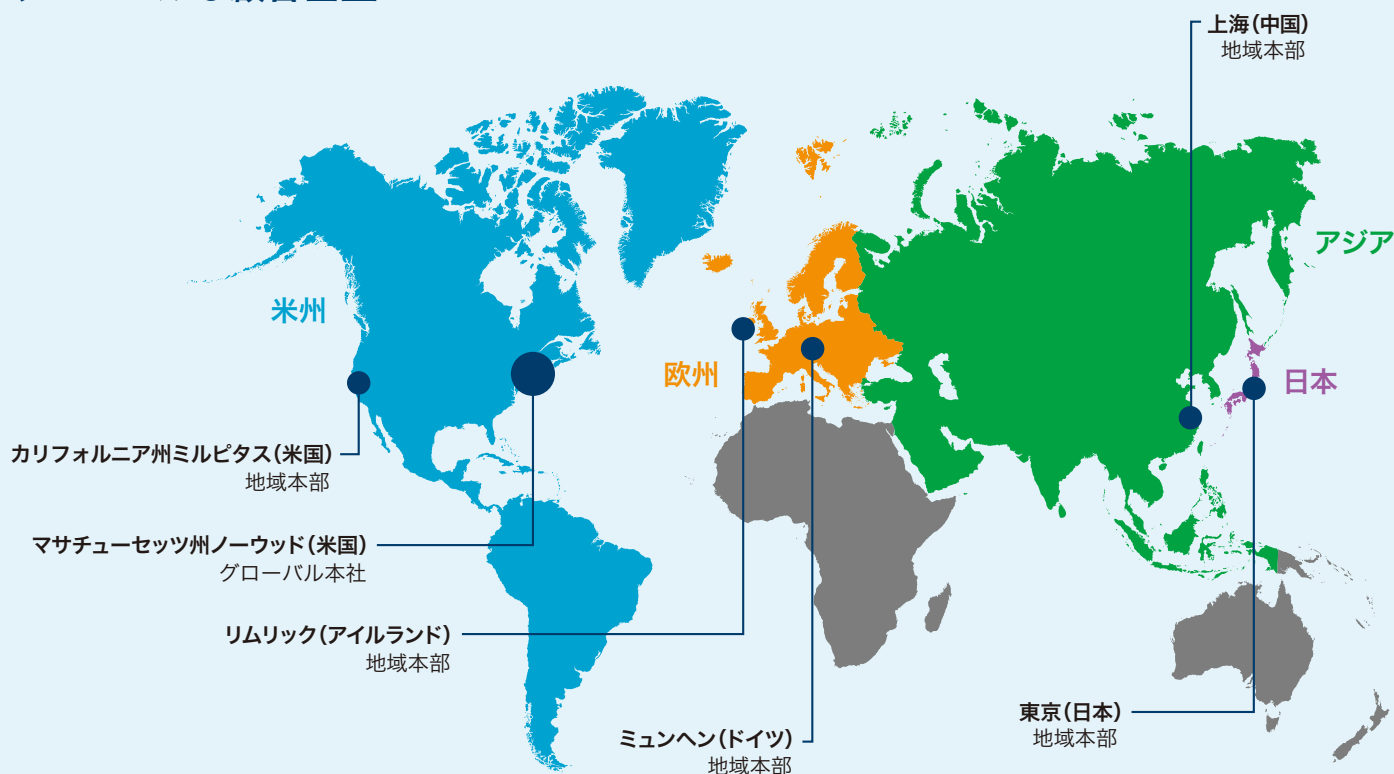 上海(中国)
地域本部
アジア
米州
欧州
日本
カリフォルニア州ミルピタス(米国)
地域本部
マサチューセッツ州ノーウッド(米国)
グローバル本社
リムリック(アイルランド)
地域本部
東京(日本)
地域本部
ミュンヘン(ドイツ)
地域本部